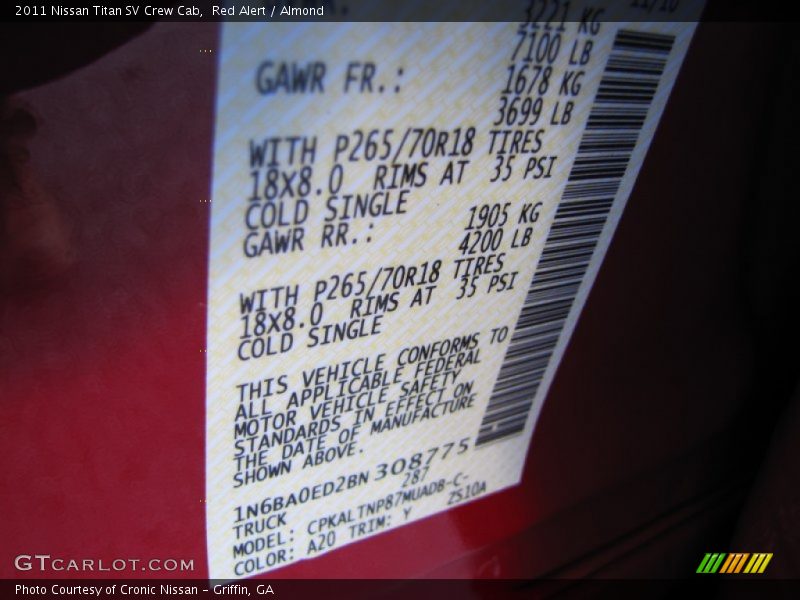 2011 Nissan Titan SV Crew Cab, Red Alert / Almond
3221 KG
7100 LB
GAWR FR.: 1678 KG
3699 LB
WITH P265/70R18 TIRES
18X8.0 RIMS AT 35 PSI
COLD SINGLE
GAWR RR.: 1905 KG
4200 LB
WITH P265/70R18 TIRES
18X8.0 RIMS AT 35 PSI
COLD SINGLE
THIS VEHICLE CONFORMS TO
ALL APPLICABLE FEDERAL
MOTOR VEHICLE SAFETY
STANDARDS IN EFFECT ON
THE DATE OF MANUFACTURE
SHOWN ABOVE.
1N6BA0ED2BN 308775
TRUCK 287
MODEL: CPKALTNP87MUADB-C-
COLOR: A20 TRIM: Y ZS10A
GTCARLOT.COM
Photo Courtesy of Cronic Nissan - Griffin, GA